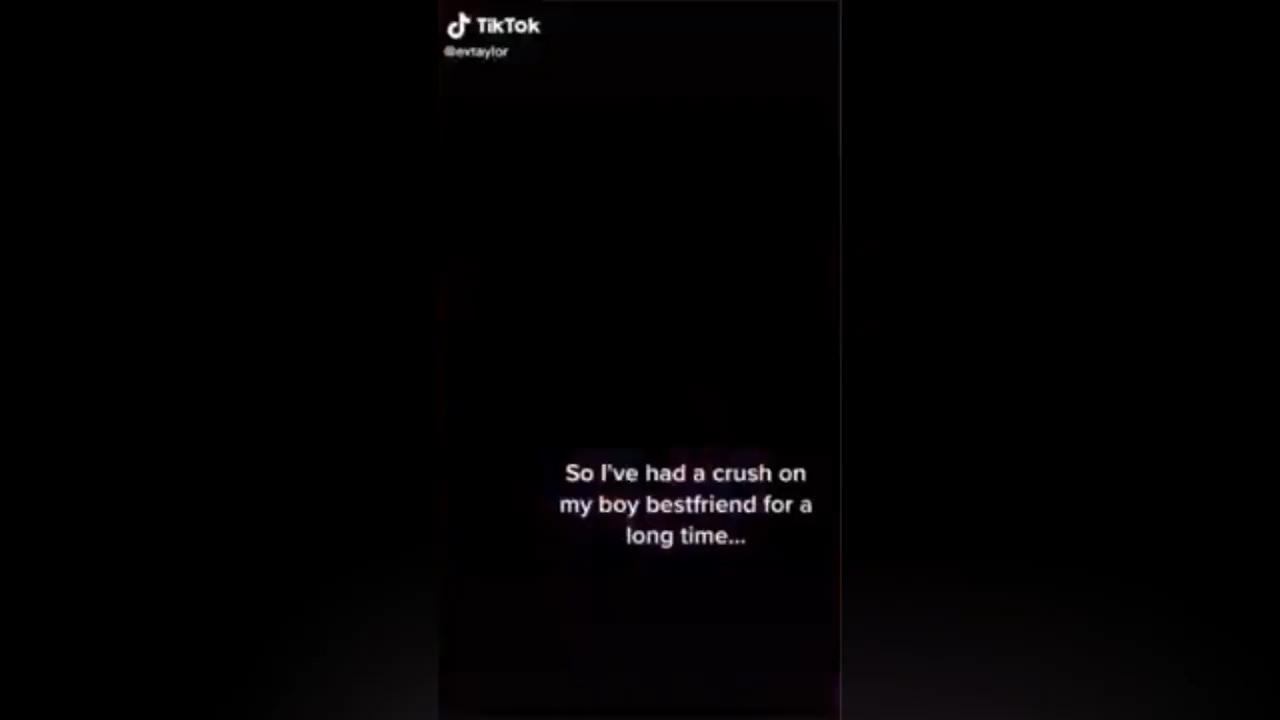 TikTok
@evtaylor
So I've had a crush on
my boy bestfriend for a
long time...